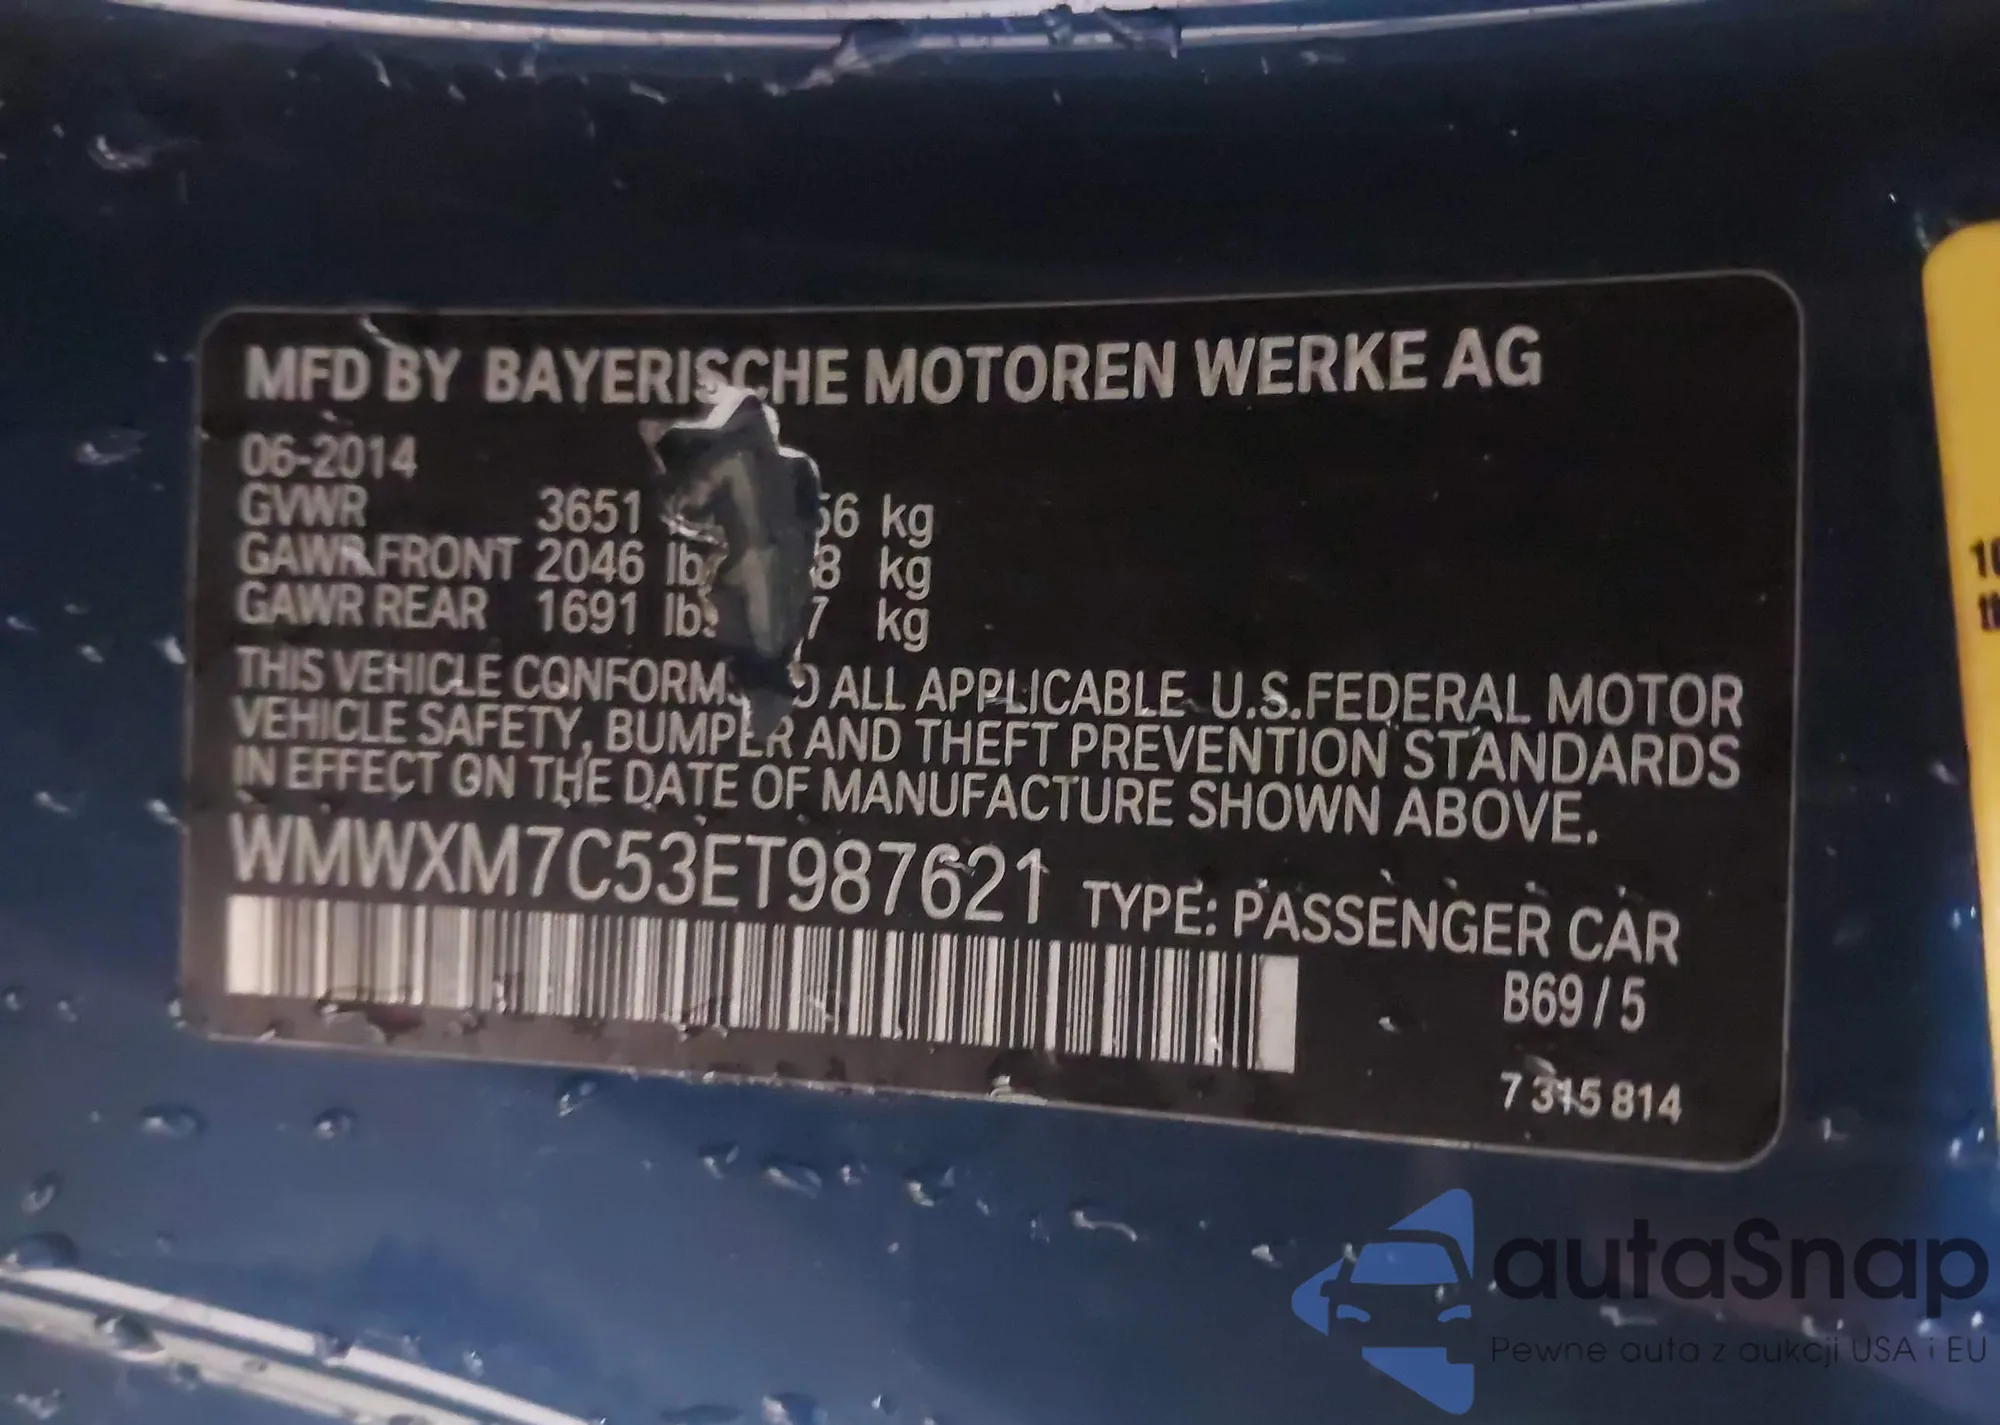 MFD BY BAYERISCHE MOTOREN WERKE AG
06-2014
GVWR 3651 kg
GAWR FRONT 2046 lb kg
GAWR REAR 1691 lbs kg
THIS VEHICLE CONFORMS ALL APPLICABLE U.S.FEDERAL MOTOR
VEHICLE SAFETY, BUMPER AND THEFT PREVENTION STANDARDS
IN EFFECT ON THE DATE OF MANUFACTURE SHOWN ABOVE.
WMWXM7C53ET987621 TYPE: PASSENGER CAR
B69 / 5
7 315 814
autaSnap
Pewne auta z aukcji USA i EU